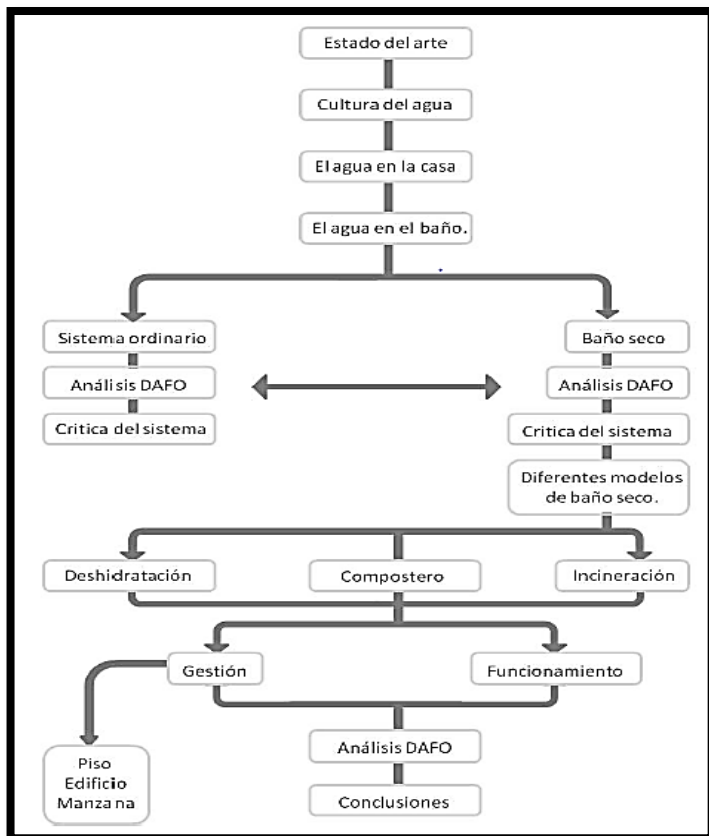 Estado del arte
Cultura del agua
El agua en la casa
El agua en el baño.
Sistema ordinario
Baño seco
Análisis DAFO
Análisis DAFO
Critica del sistema
Critica del sistema
Diferentes modelos
de baño seco.
Deshidratación
Compostero
Incineración
Gestión
Funcionamiento
Piso
Edificio
Manzana
Análisis DAFO
Conclusiones